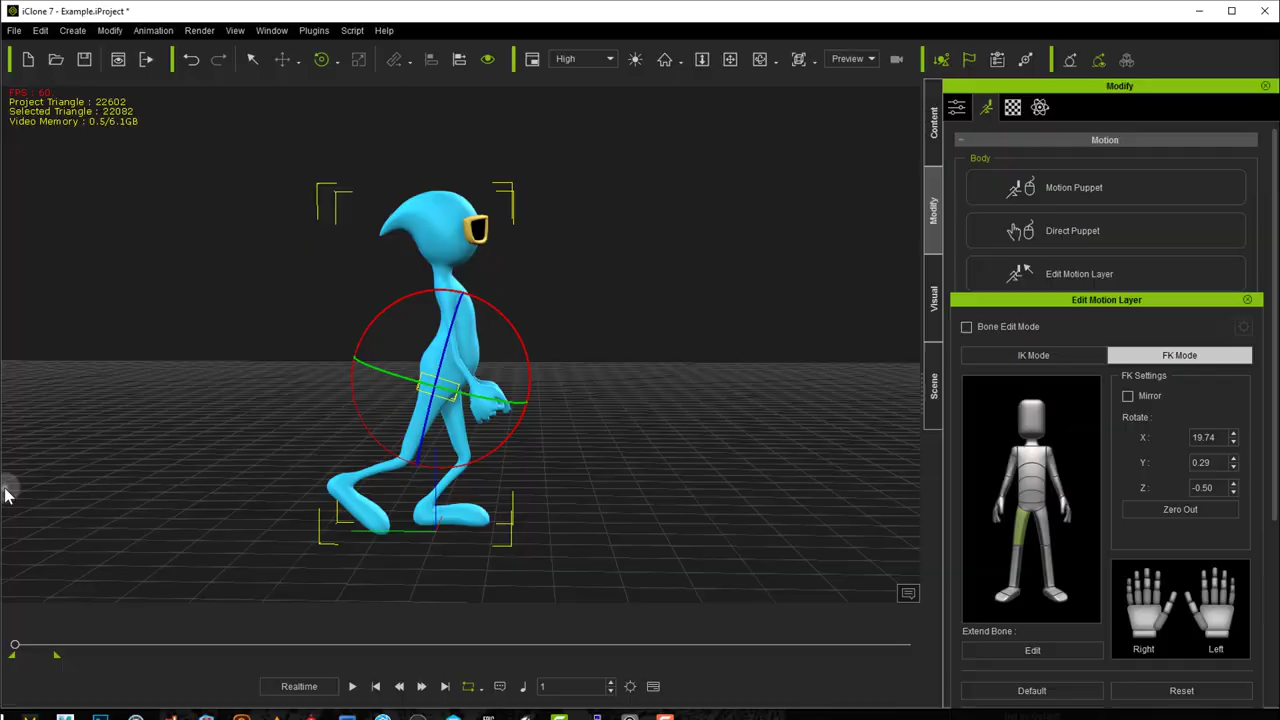 iClone 7 - Example.iProject *
File Edit Create Modify Animation Render View Window Plugins Script Help
High
Preview
FPS : 60
Project Triangle : 22602
Selected Triangle : 22082
Video Memory : 0.5/6.1GB
Content
Modify
Visual
Scene
Modify
Motion
Body
Motion Puppet
Direct Puppet
Edit Motion Layer
Edit Motion Layer
Bone Edit Mode
IK Mode
FK Mode
FK Settings
Mirror
Rotate :
X : 19.74
Y : 0.29
Z : -0.50
Zero Out
Right
Left
Extend Bone :
Edit
Default
Reset
Realtime
1